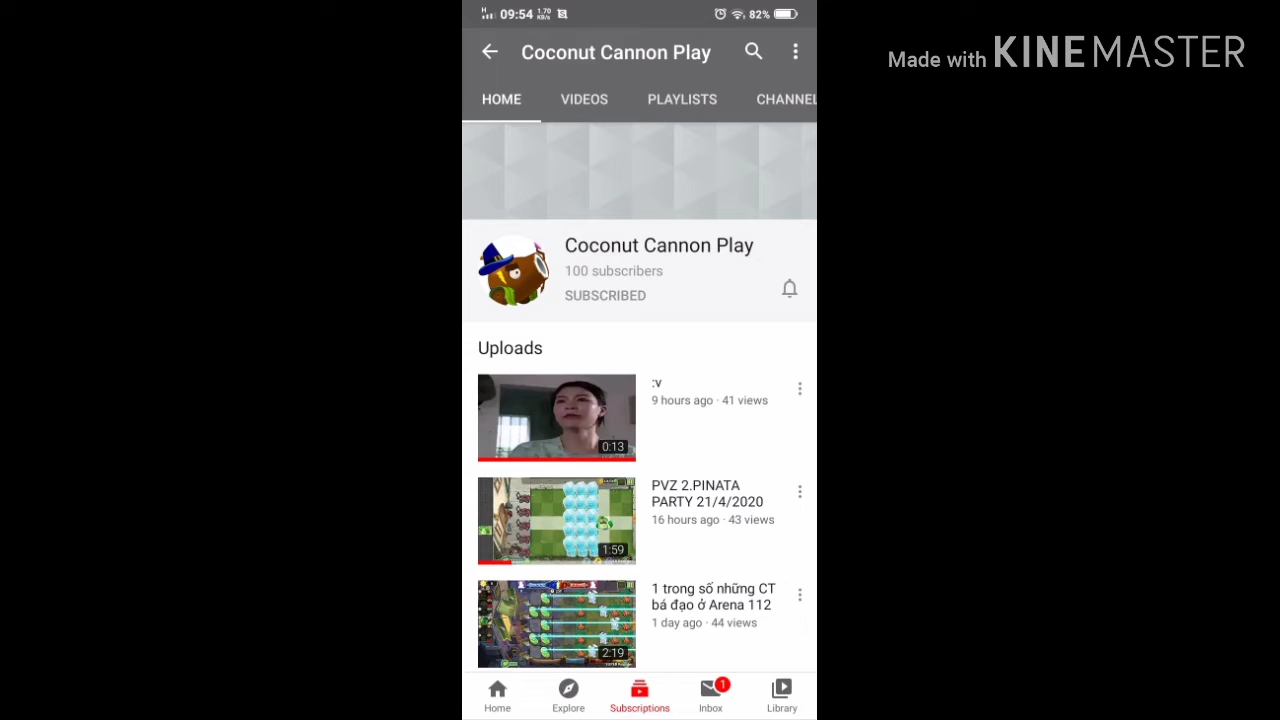 09:54 1.70 KB/s 82%
Made with KINEMASTER
Coconut Cannon Play
HOME VIDEOS PLAYLISTS CHANNEL
Coconut Cannon Play
100 subscribers
SUBSCRIBED
Uploads
:v
9 hours ago · 41 views
0:13
PVZ 2.PINATA
PARTY 21/4/2020
16 hours ago · 43 views
1:59
1 trong số những CT
bá đạo ở Arena 112
1 day ago · 44 views
2:19
1
Home Explore Subscriptions Inbox Library